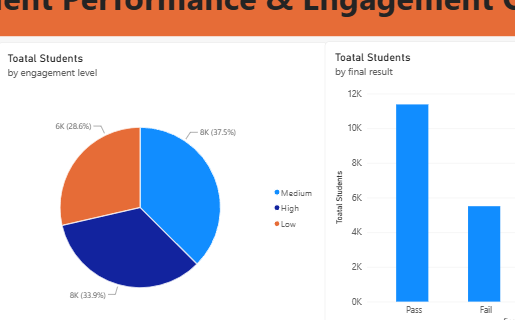 ent Performance & Engagement
Toatal Students
by engagement level
6K (28.6%)
8K (37.5%)
8K (33.9%)
Medium
High
Low
Toatal Students
by final result
Toatal Students
12K
10K
8K
6K
4K
2K
0K
Pass
Fail